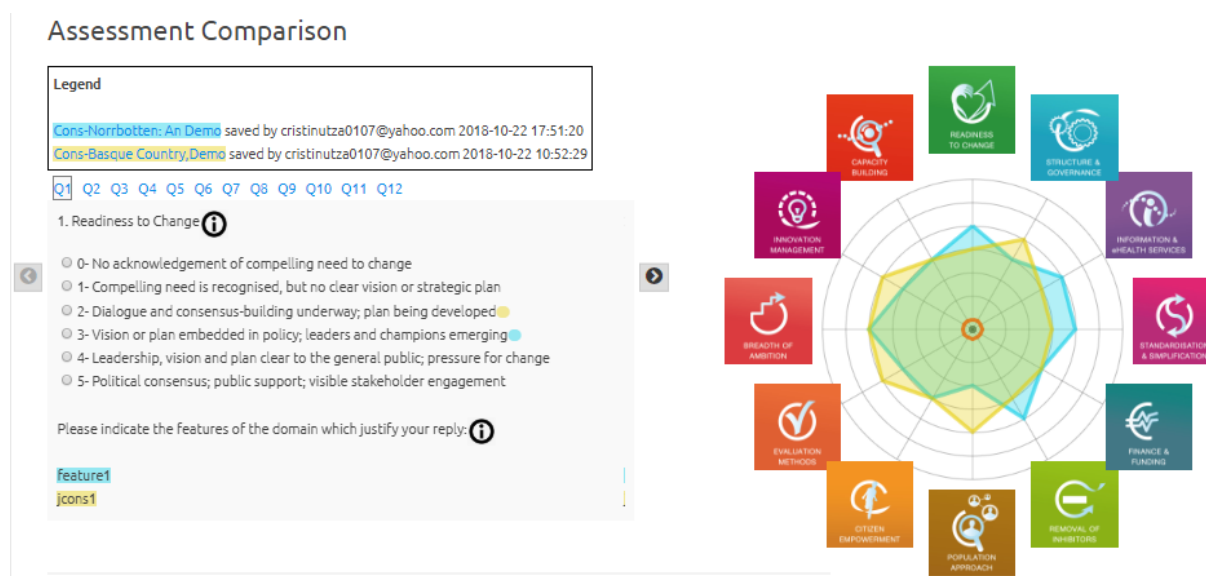 Assessment Comparison
Legend
Cons-Norrbotten: An Demo saved by cristinutza0107@yahoo.com 2018-10-22 17:51:20
Cons-Basque Country,Demo saved by cristinutza0107@yahoo.com 2018-10-22 10:52:29
Q1 Q2 Q3 Q4 Q5 Q6 Q7 Q8 Q9 Q10 Q11 Q12
1. Readiness to Change
0- No acknowledgement of compelling need to change
1- Compelling need is recognised, but no clear vision or strategic plan
2- Dialogue and consensus-building underway; plan being developed
3- Vision or plan embedded in policy; leaders and champions emerging
4- Leadership, vision and plan clear to the general public; pressure for change
5- Political consensus; public support; visible stakeholder engagement
Please indicate the features of the domain which justify your reply:
feature1
jcons1
READINESS
TO CHANGE
STRUCTURE &
GOVERNANCE
INFORMATION &
eHEALTH SERVICES
STANDARDISATION
& SIMPLIFICATION
FINANCE &
FUNDING
REMOVAL OF
INHIBITORS
POPULATION
APPROACH
CITIZEN
EMPOWERMENT
EVALUATION
METHODS
BREADTH OF
AMBITION
INNOVATION
MANAGEMENT
CAPACITY
BUILDING